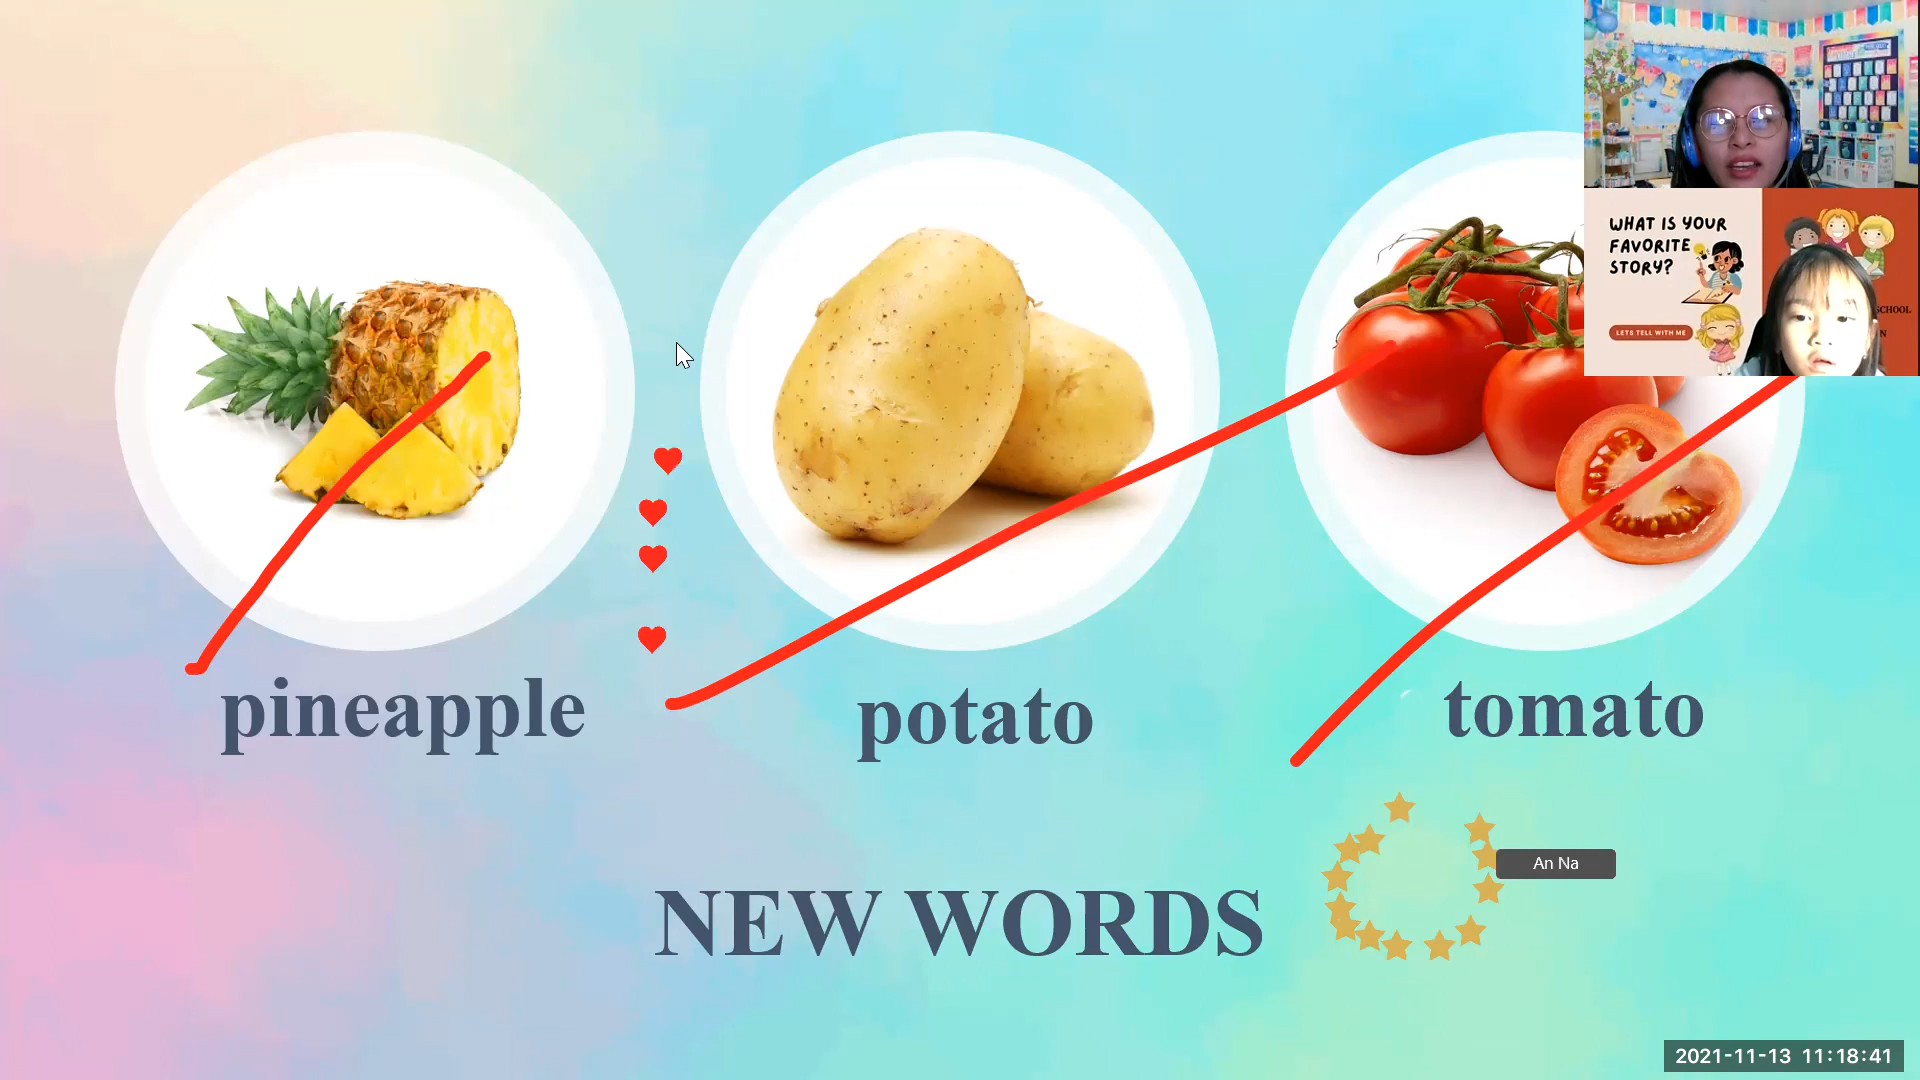 WHAT IS YOUR
FAVORITE
STORY?
LETS TELL WITH ME
SCHOOL
pineapple
potato
tomato
An Na
NEW WORDS
2021-11-13 11:18:41